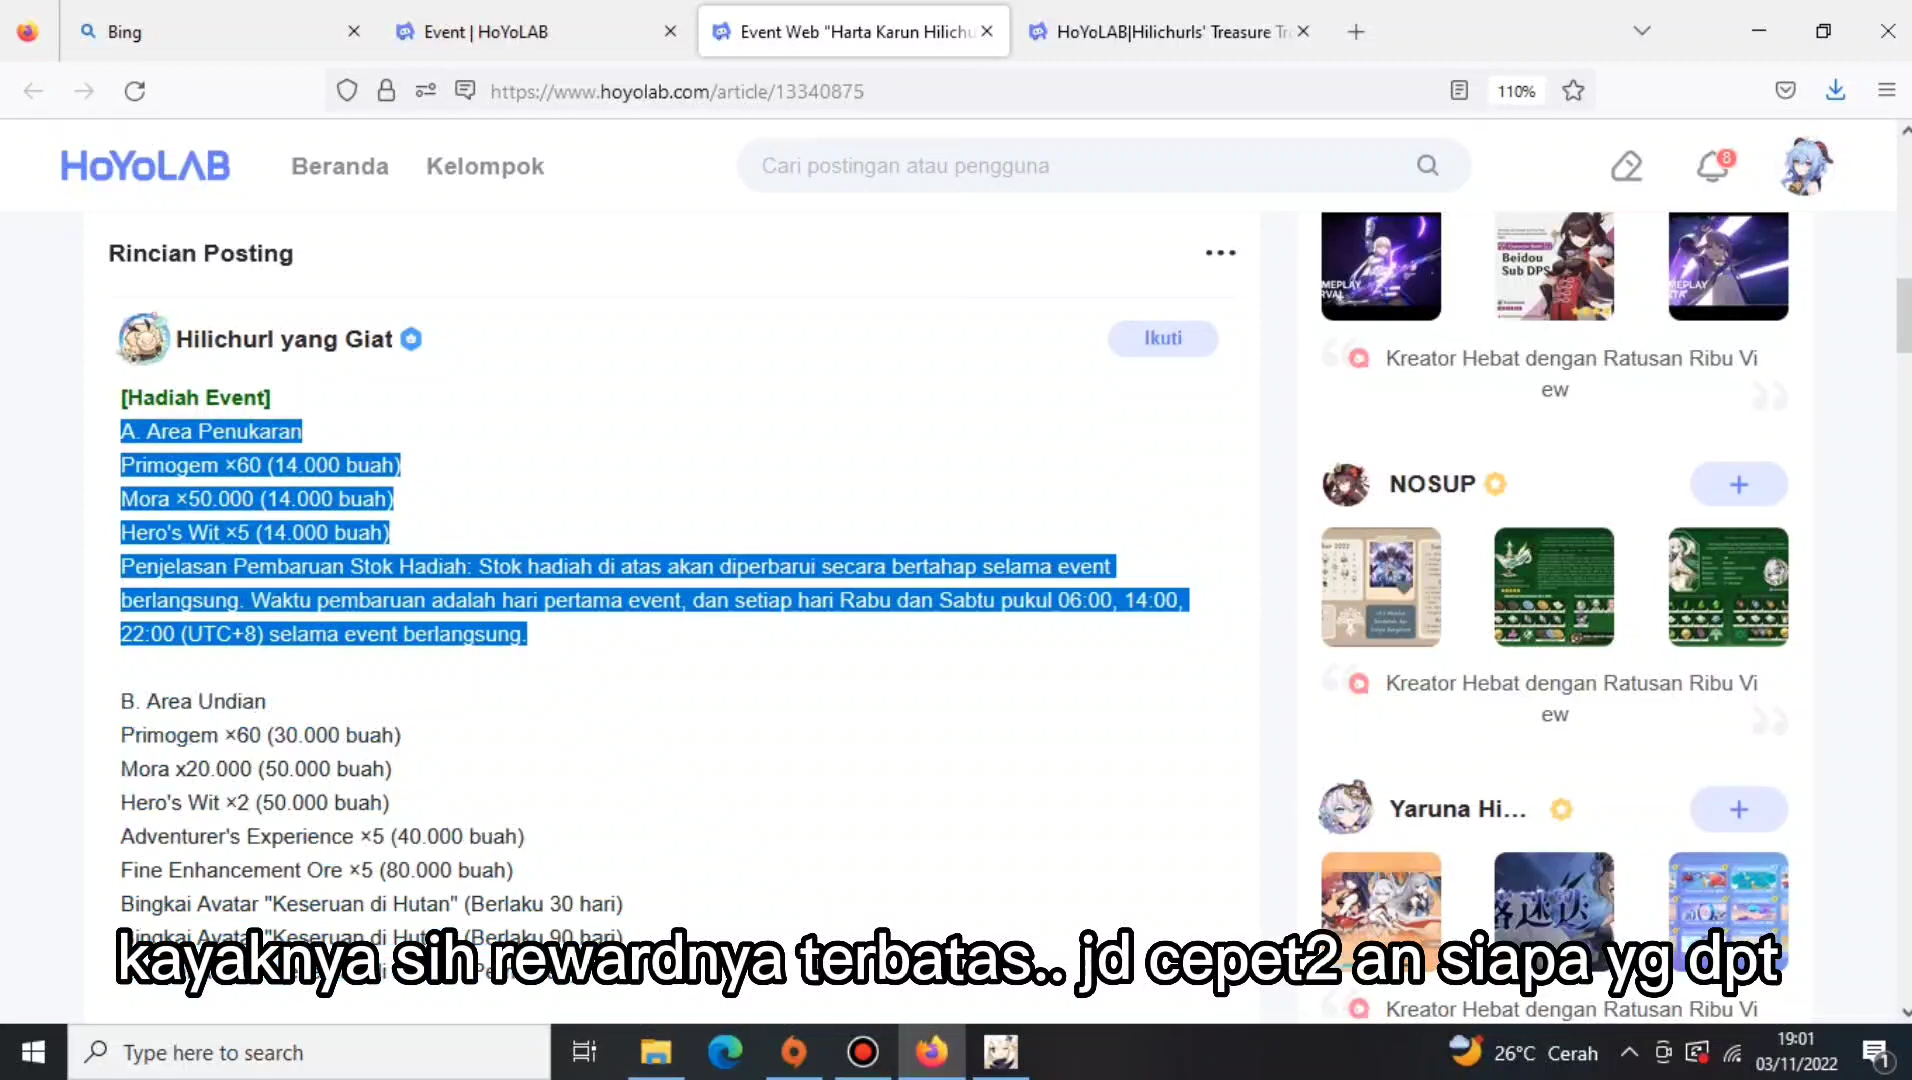 Bing
Event | HoYoLAB
Event Web "Harta Karun Hilichu
HoYoLAB|Hilichurls' Treasure Tr
https://www.hoyolab.com/article/13340875
110%
HoYoLAB
Beranda
Kelompok
Cari postingan atau pengguna
8
Rincian Posting
Hilichurl yang Giat
Ikuti
[Hadiah Event]
A. Area Penukaran
Primogem ×60 (14.000 buah)
Mora ×50.000 (14.000 buah)
Hero's Wit ×5 (14.000 buah)
Penjelasan Pembaruan Stok Hadiah: Stok hadiah di atas akan diperbarui secara bertahap selama event
berlangsung. Waktu pembaruan adalah hari pertama event, dan setiap hari Rabu dan Sabtu pukul 06:00, 14:00,
22:00 (UTC+8) selama event berlangsung.
B. Area Undian
Primogem ×60 (30.000 buah)
Mora x20.000 (50.000 buah)
Hero's Wit ×2 (50.000 buah)
Adventurer's Experience ×5 (40.000 buah)
Fine Enhancement Ore ×5 (80.000 buah)
Bingkai Avatar "Keseruan di Hutan" (Berlaku 30 hari)
kayaknya sih rewardnya terbatas.. jd cepet2 an siapa yg dpt
Beidou
Sub DPS
Kreator Hebat dengan Ratusan Ribu Vi
ew
NOSUP
Kreator Hebat dengan Ratusan Ribu Vi
ew
Yaruna Hi...
Kreator Hebat dengan Ratusan Ribu Vi
Type here to search
26°C Cerah
19:01
03/11/2022
1